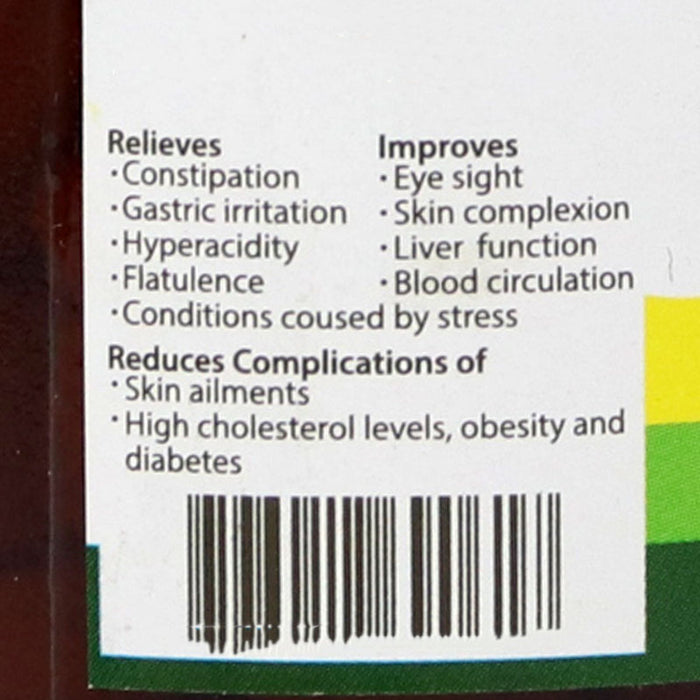 Relieves
·Constipation
·Gastric irritation
·Hyperacidity
·Flatulence
·Conditions coused by stress
Improves
·Eye sight
·Skin complexion
·Liver function
·Blood circulation
Reduces Complications of
·Skin ailments
·High cholesterol levels, obesity and
diabetes